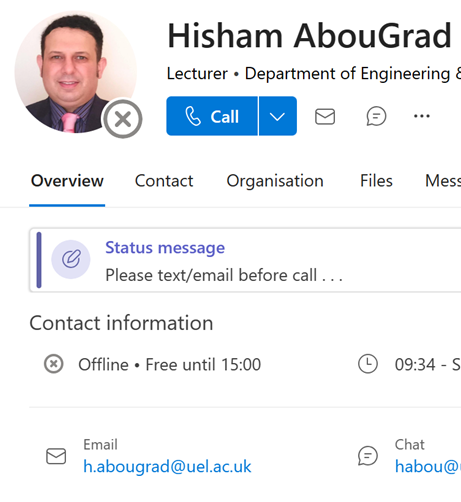 Hisham AbouGrad
Lecturer • Department of Engineering &
Call
Overview Contact Organisation Files Mess
Status message
Please text/email before call . . .
Contact information
Offline • Free until 15:00 09:34 - S
Email Chat
h.abougrad@uel.ac.uk habou@